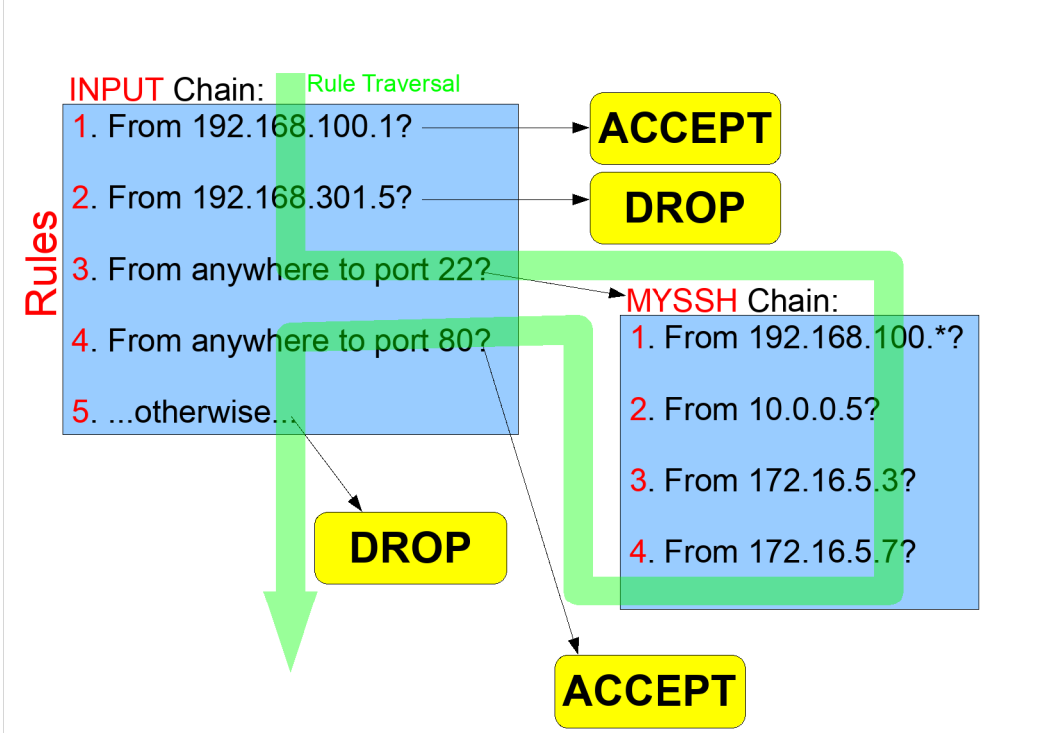 INPUT Chain:
Rule Traversal
Rules
1. From 192.168.100.1?
ACCEPT
2. From 192.168.301.5?
DROP
3. From anywhere to port 22?
4. From anywhere to port 80?
5. ...otherwise...
DROP
ACCEPT
MYSSH Chain:
1. From 192.168.100.*?
2. From 10.0.0.5?
3. From 172.16.5.3?
4. From 172.16.5.7?